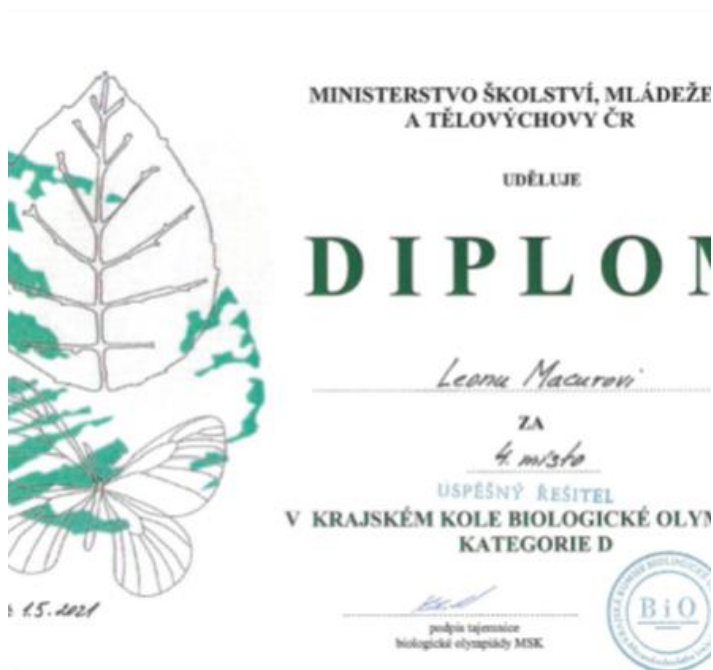 MINISTERSTVO ŠKOLSTVÍ, MLÁDEŽE
A TĚLOVÝCHOVY ČR
UDĚLUJE
DIPLOM
Leonu Macurovi
ZA
4. místo
USPĚŠNÝ ŘEŠITEL
V KRAJSKÉM KOLE BIOLOGICKÉ OLYM
KATEGORIE D
1.5.2021
podpis tajemnice
biologické olympiády MSK
BiO